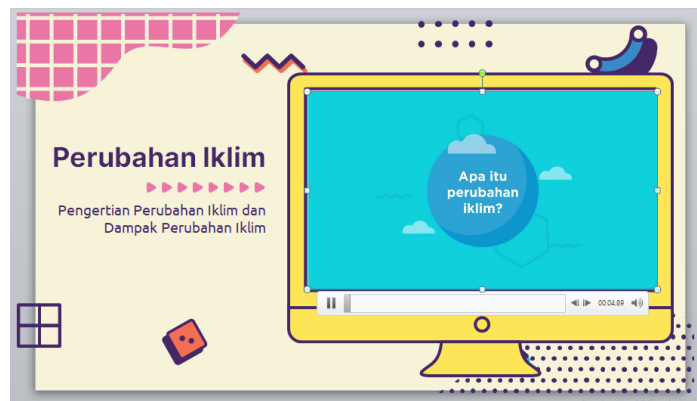 Perubahan Iklim
Pengertian Perubahan Iklim dan
Dampak Perubahan Iklim
Apa itu
perubahan
iklim?
00:04.89